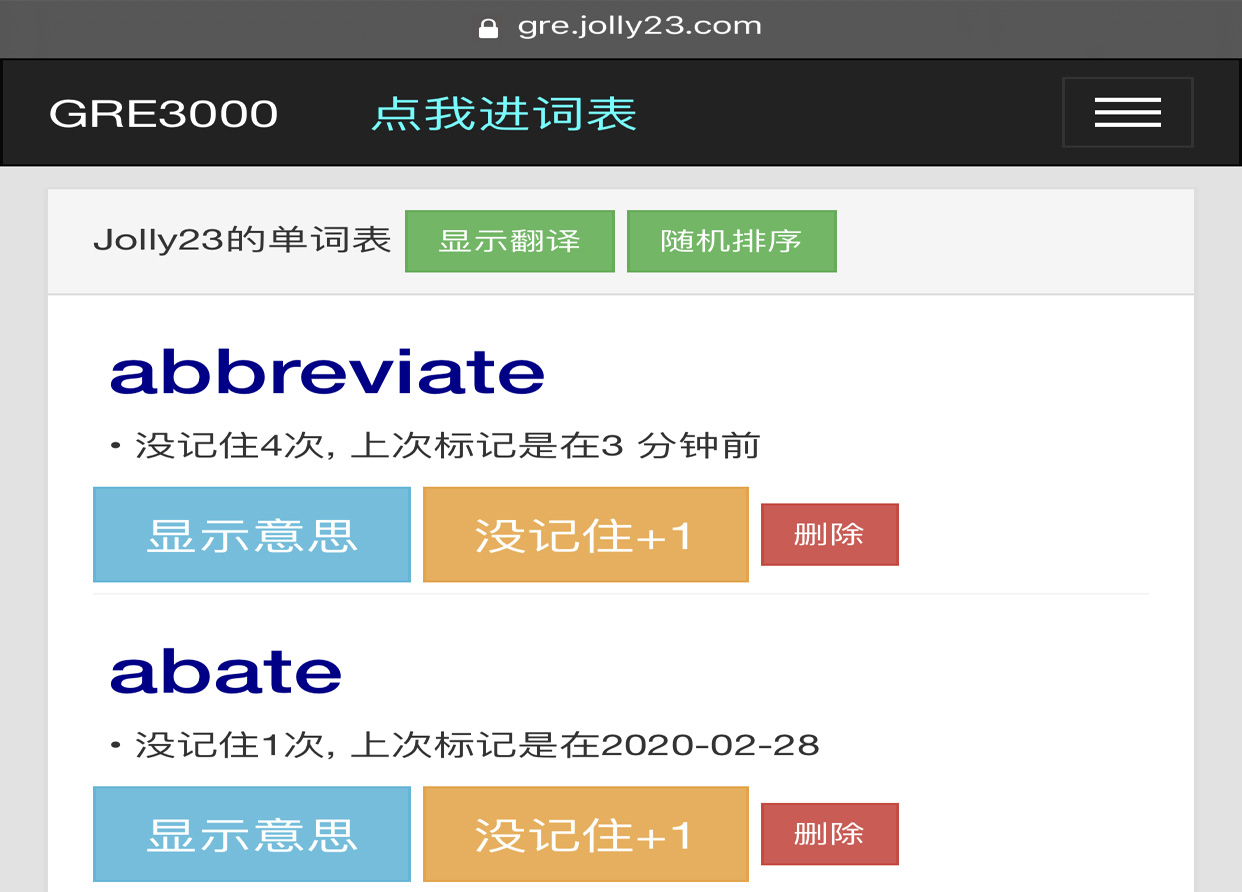 gre.jolly23.com
GRE3000 点我进词表
Jolly23的单词表 显示翻译 随机排序
abbreviate
• 没记住4次, 上次标记是在3 分钟前
显示意思 没记住+1 删除
abate
• 没记住1次, 上次标记是在2020-02-28
显示意思 没记住+1 删除